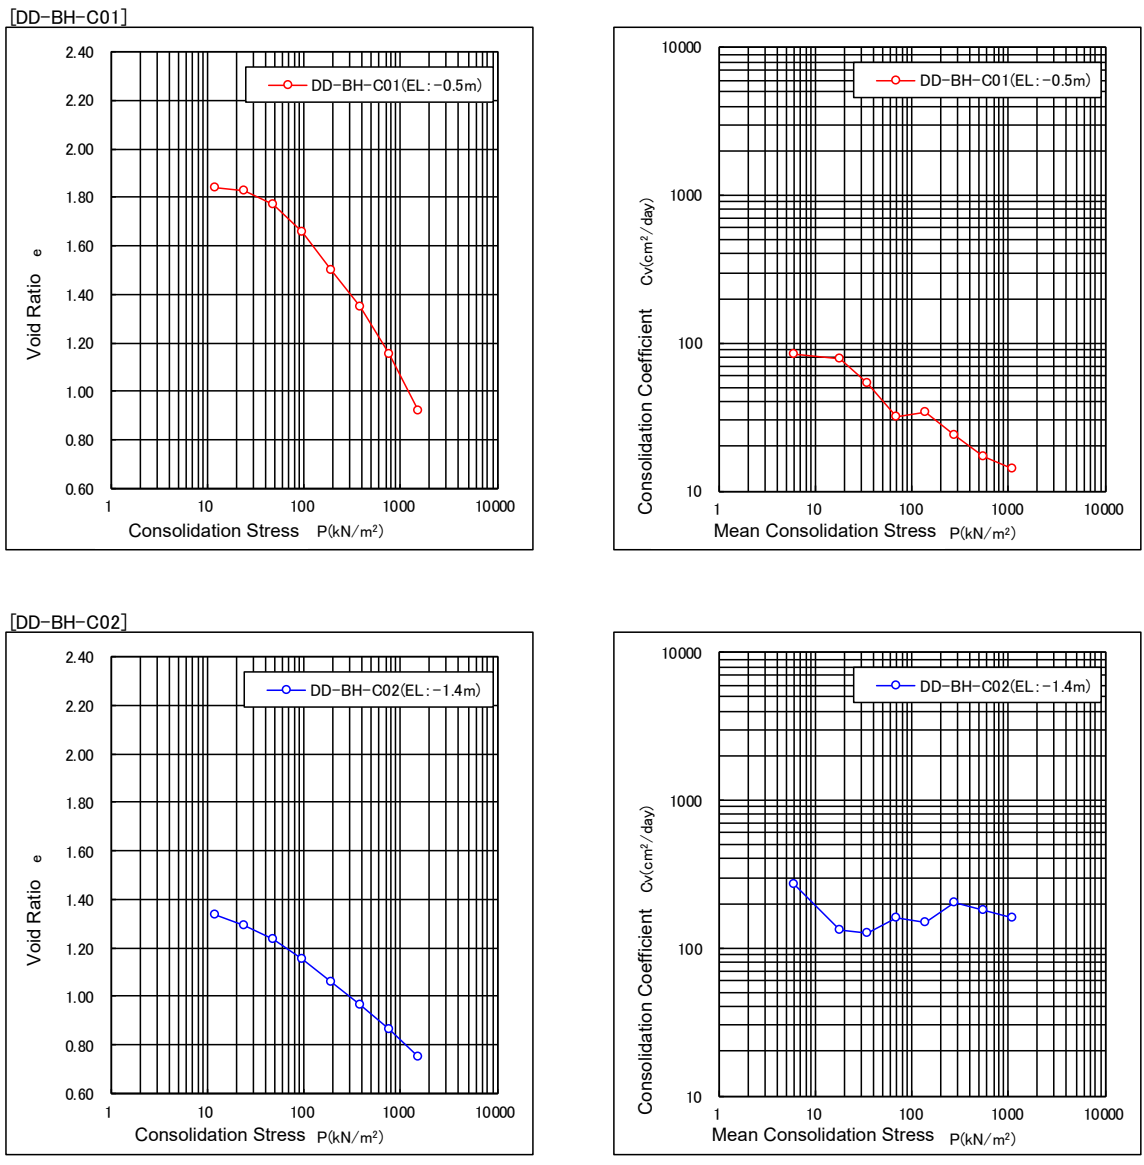 [DD-BH-C01]
2.40
2.20
2.00
1.80
1.60
1.40
1.20
1.00
0.80
0.60
Void Ratio e
DD-BH-C01(EL:-0.5m)
1 10 100 1000 10000
Consolidation Stress P(kN/m²)
10000
1000
100
10
Consolidation Coefficient Cv(cm²/day)
DD-BH-C01(EL:-0.5m)
1 10 100 1000 10000
Mean Consolidation Stress P(kN/m²)
[DD-BH-C02]
2.40
2.20
2.00
1.80
1.60
1.40
1.20
1.00
0.80
0.60
Void Ratio e
DD-BH-C02(EL:-1.4m)
1 10 100 1000 10000
Consolidation Stress P(kN/m²)
10000
1000
100
10
Consolidation Coefficient Cv(cm²/day)
DD-BH-C02(EL:-1.4m)
1 10 100 1000 10000
Mean Consolidation Stress P(kN/m²)